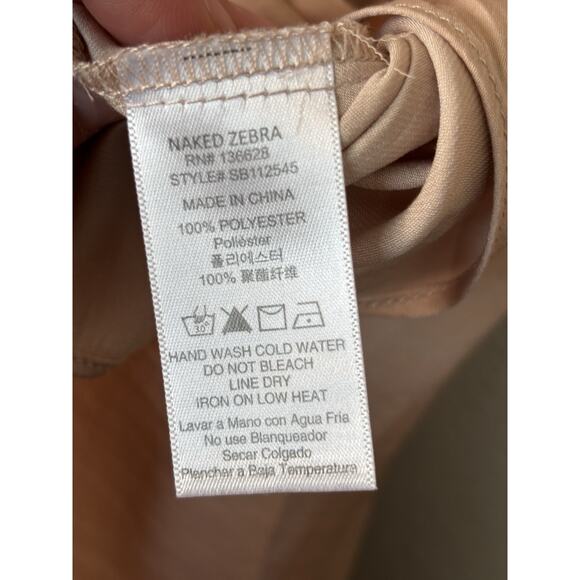 NAKED ZEBRA
RN# 136628
STYLE# SB112545
MADE IN CHINA
100% POLYESTER
Poliéster
폴리에스터
100% 聚酯纤维
30°
HAND WASH COLD WATER
DO NOT BLEACH
LINE DRY
IRON ON LOW HEAT
Lavar a Mano con Agua Fria
No use Blanqueador
Secar Colgado
Planchar a Baja Temperatura